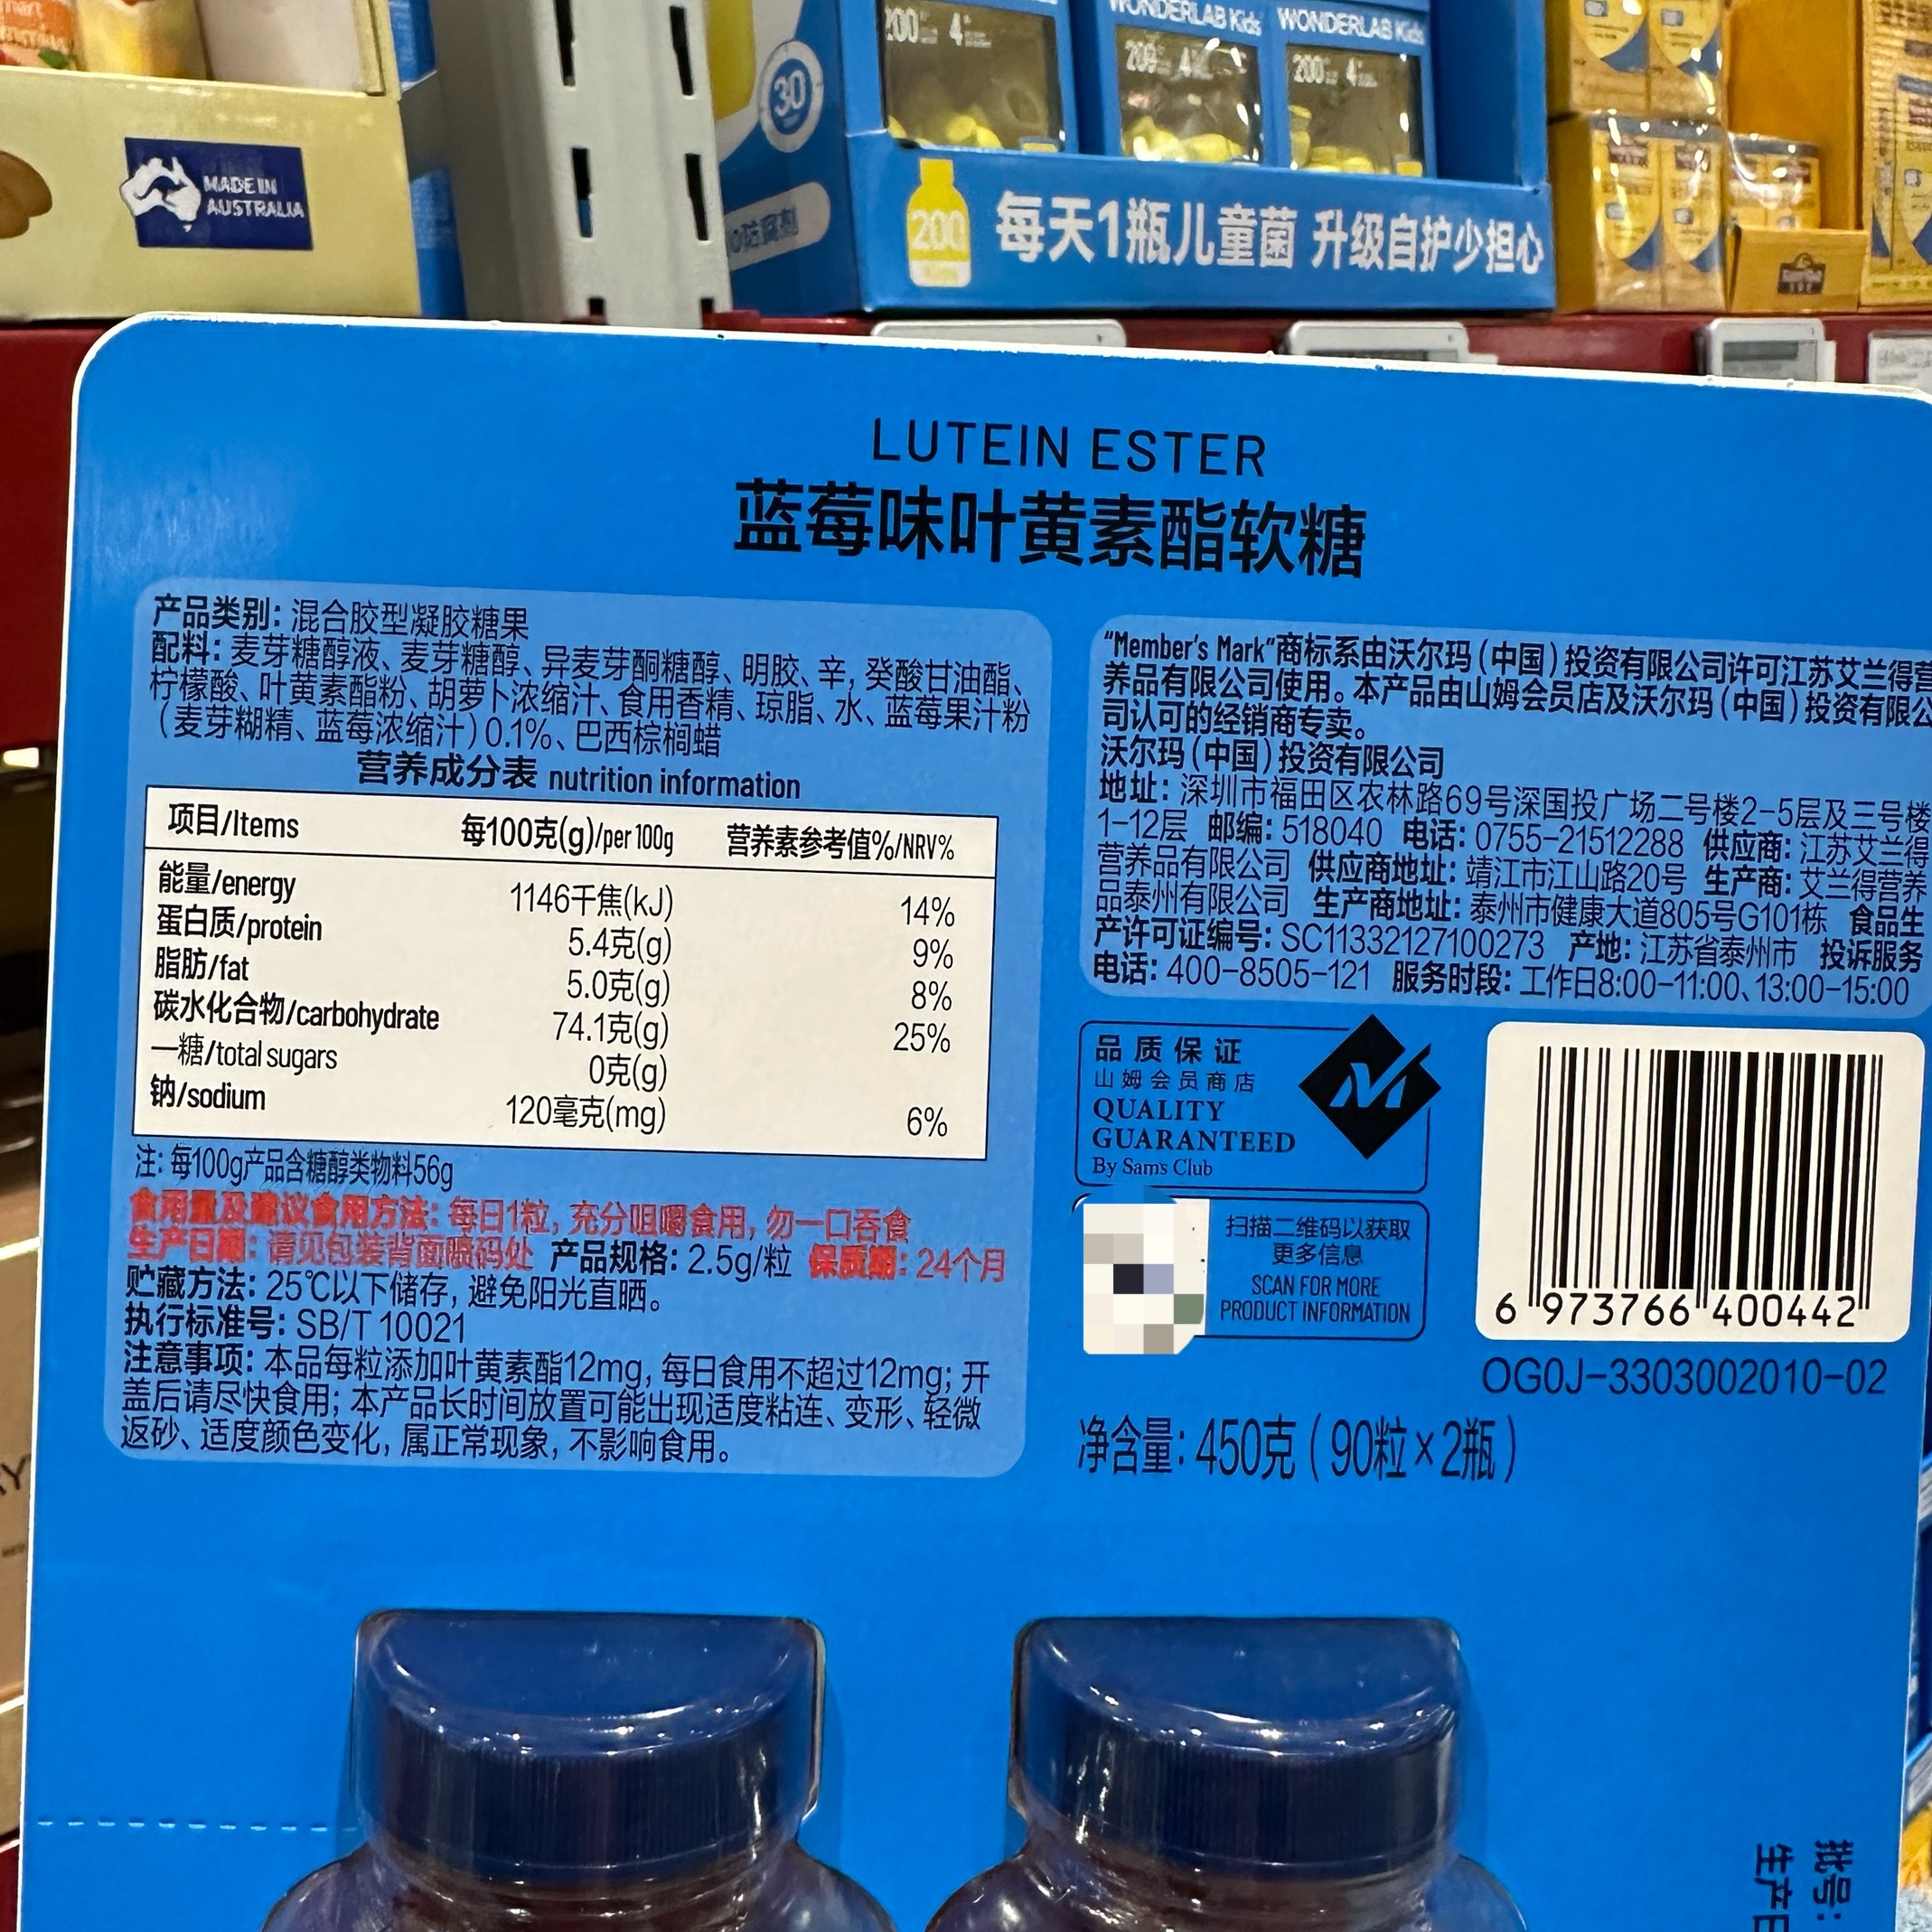 MADE IN
AUSTRALIA
30
WONDERLAB Kids
WONDERLAB Kids
200
4
209
4
200
4
200
每天1瓶儿童菌 升级自护少担心
LUTEIN ESTER
蓝莓味叶黄素酯软糖
产品类别: 混合胶型凝胶糖果
配料: 麦芽糖醇液、麦芽糖醇、异麦芽酮糖醇、明胶、辛, 癸酸甘油酯、
柠檬酸、叶黄素酯粉、胡萝卜浓缩汁、食用香精、琼脂、水、蓝莓果汁粉
（麦芽糊精、蓝莓浓缩汁）0.1%、巴西棕榈蜡
营养成分表 nutrition information
项目/Items 每100克(g)/per 100g 营养素参考值%/NRV%
能量/energy 1146千焦(kJ) 14%
蛋白质/protein 5.4克(g) 9%
脂肪/fat 5.0克(g) 8%
碳水化合物/carbohydrate 74.1克(g) 25%
—糖/total sugars 0克(g)
钠/sodium 120毫克(mg) 6%
注: 每100g产品含糖醇类物料56g
食用量及建议食用方法: 每日1粒, 充分咀嚼食用, 勿一口吞食
生产日期: 请见包装背面喷码处 产品规格: 2.5g/粒 保质期: 24个月
贮藏方法: 25℃以下储存, 避免阳光直晒。
执行标准号: SB/T 10021
注意事项: 本品每粒添加叶黄素酯12mg, 每日食用不超过12mg; 开
盖后请尽快食用; 本产品长时间放置可能出现适度粘连、变形、轻微
返砂、适度颜色变化, 属正常现象, 不影响食用。
“Member's Mark”商标系由沃尔玛（中国）投资有限公司许可江苏艾兰得营
养品有限公司使用。本产品由山姆会员店及沃尔玛（中国）投资有限公
司认可的经销商专卖。
沃尔玛（中国）投资有限公司
地址: 深圳市福田区农林路69号深国投广场二号楼2-5层及三号楼
1-12层 邮编: 518040 电话: 0755-21512288 供应商: 江苏艾兰得
营养品有限公司 供应商地址: 靖江市江山路20号 生产商: 艾兰得营养
品泰州有限公司 生产商地址: 泰州市健康大道805号G101栋 食品生
产许可证编号: SC11332127100273 产地: 江苏省泰州市 投诉服务
电话: 400-8505-121 服务时段: 工作日8:00-11:00、13:00-15:00
品质保证
山姆会员商店
QUALITY
GUARANTEED
By Sam's Club
扫描二维码以获取
更多信息
SCAN FOR MORE
PRODUCT INFORMATION
6 973766 400442
OG0J-3303002010-02
净含量: 450克（90粒×2瓶）
批号:
生产日